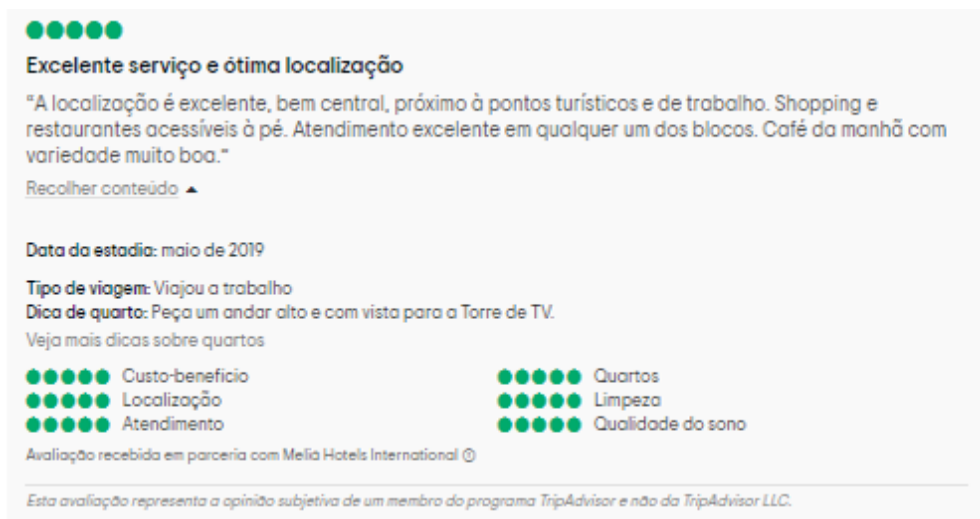 Excelente serviço e ótima localização
"A localização é excelente, bem central, próximo à pontos turísticos e de trabalho. Shopping e
restaurantes acessíveis à pé. Atendimento excelente em qualquer um dos blocos. Café da manhã com
variedade muito boa."
Recolher conteúdo
Data da estadia: maio de 2019
Tipo de viagem: Viajou a trabalho
Dica de quarto: Peça um andar alto e com vista para a Torre de TV.
Veja mais dicas sobre quartos
Custo-benefício Quartos
Localização Limpeza
Atendimento Qualidade do sono
Avaliação recebida em parceria com Melia Hotels International
Esta avaliação representa a opinião subjetiva de um membro do programa TripAdvisor e não da TripAdvisor LLC.